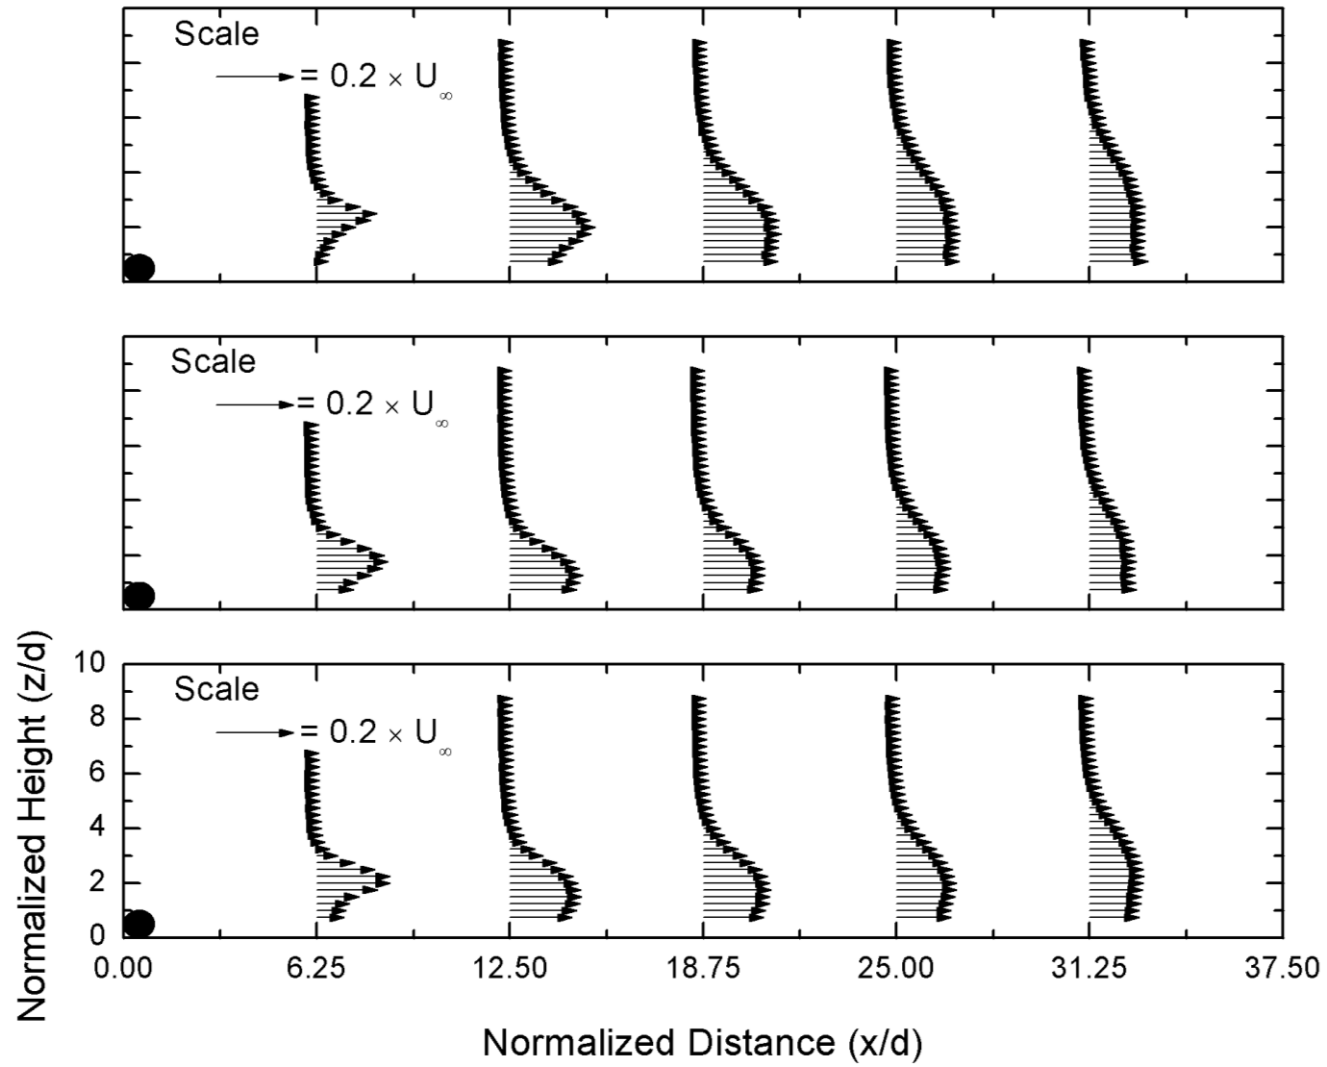 Scale
= 0.2 × U∞
Scale
= 0.2 × U∞
Normalized Height (z/d)
10
8
6
4
2
0
Scale
= 0.2 × U∞
0.00 6.25 12.50 18.75 25.00 31.25 37.50
Normalized Distance (x/d)